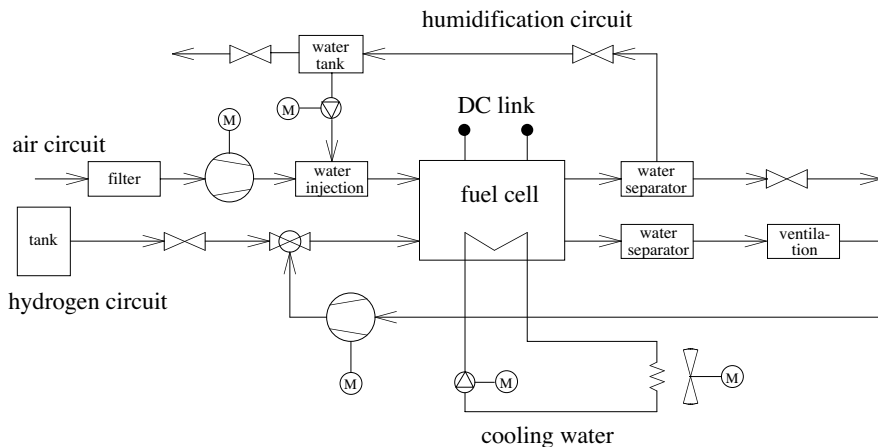 humidification circuit
water
tank
M
DC link
M
air circuit
filter
water
injection
fuel cell
water
separator
tank
water
separator
ventila-
tion
hydrogen circuit
M
M
M
cooling water